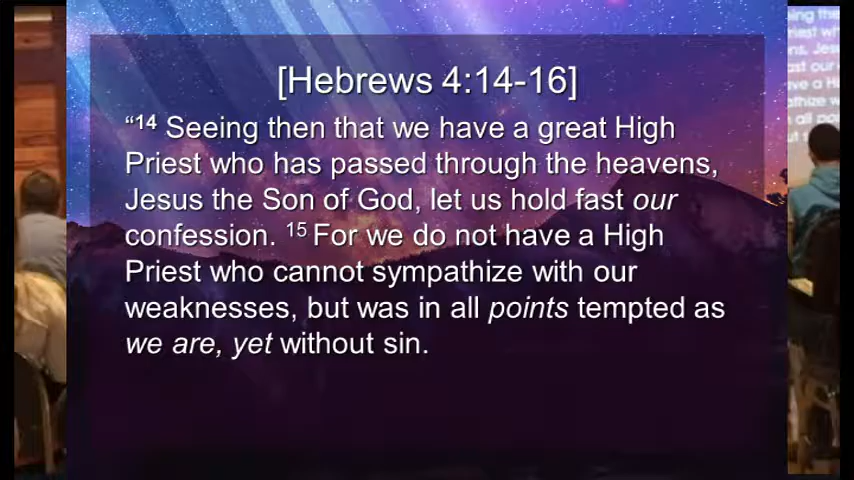 [Hebrews 4:14-16]
“14 Seeing then that we have a great High
Priest who has passed through the heavens,
Jesus the Son of God, let us hold fast our
confession. 15 For we do not have a High
Priest who cannot sympathize with our
weaknesses, but was in all points tempted as
we are, yet without sin.